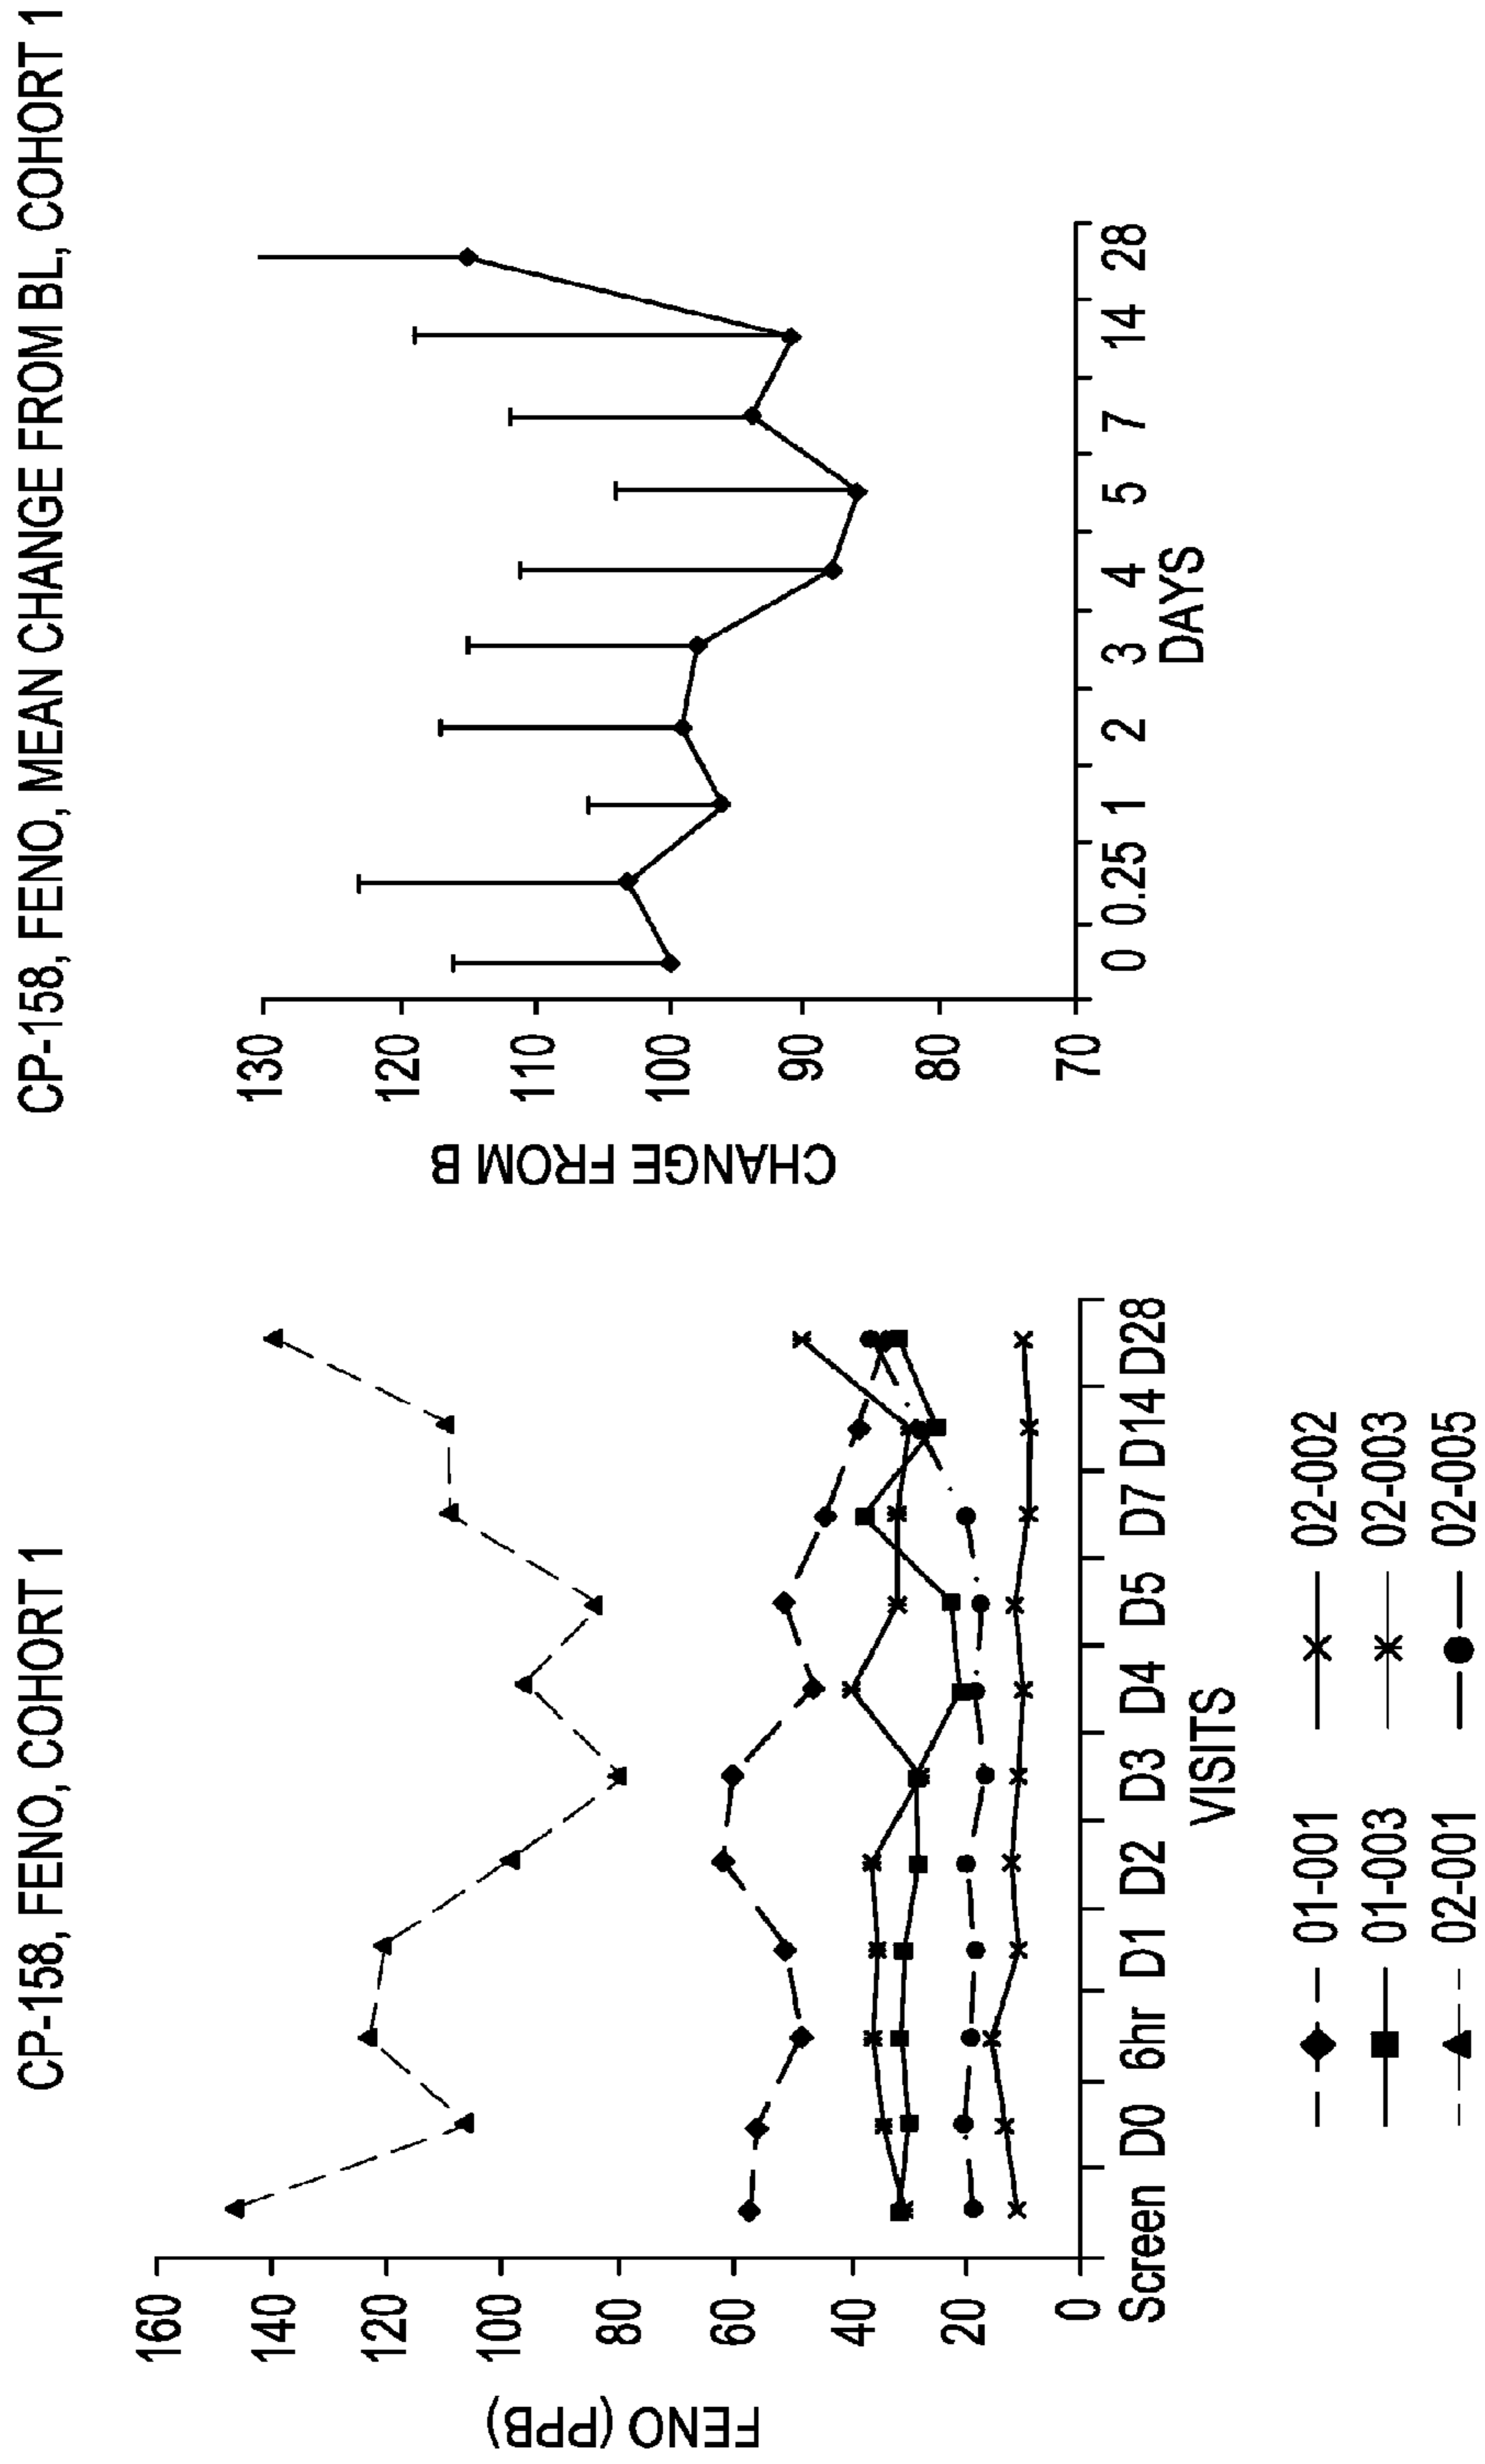 CP-158, FENO, COHORT 1
FENO (PPB)
160
140
120
100
80
60
40
20
0
Screen D0 6hr D1 D2 D3 D4 D5 D7 D14 D28
VISITS
01-001
02-002
01-003
02-003
02-001
02-005
CP-158, FENO, MEAN CHANGE FROM BL, COHORT 1
CHANGE FROM B
130
120
110
100
90
80
70
0 0.25 1 2 3 4 5 7 14 28
DAYS